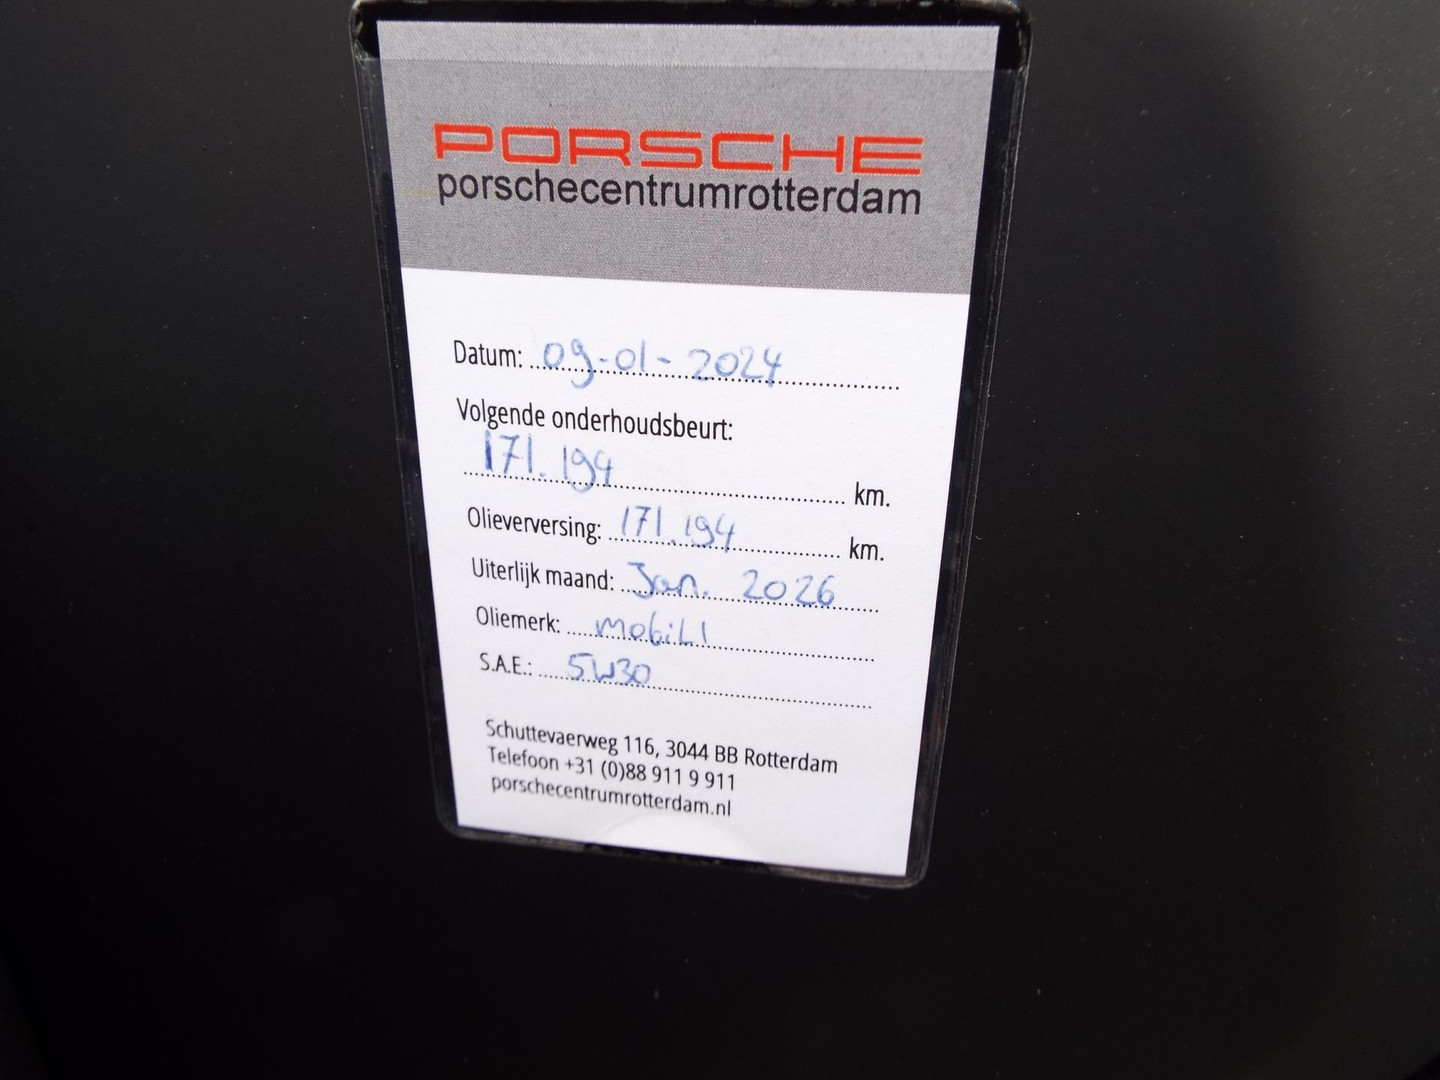 PORSCHE
porschecentrumrotterdam
Datum: 09-01-2024
Volgende onderhoudsbeurt:
171.194 km.
Olieverversing: 171.194 km.
Uiterlijk maand: Jan. 2026
Oliemerk: mobiL1
S.A.E.: 5W30
Schuttevaerweg 116, 3044 BB Rotterdam
Telefoon +31 (0)88 911 9 911
porschecentrumrotterdam.nl